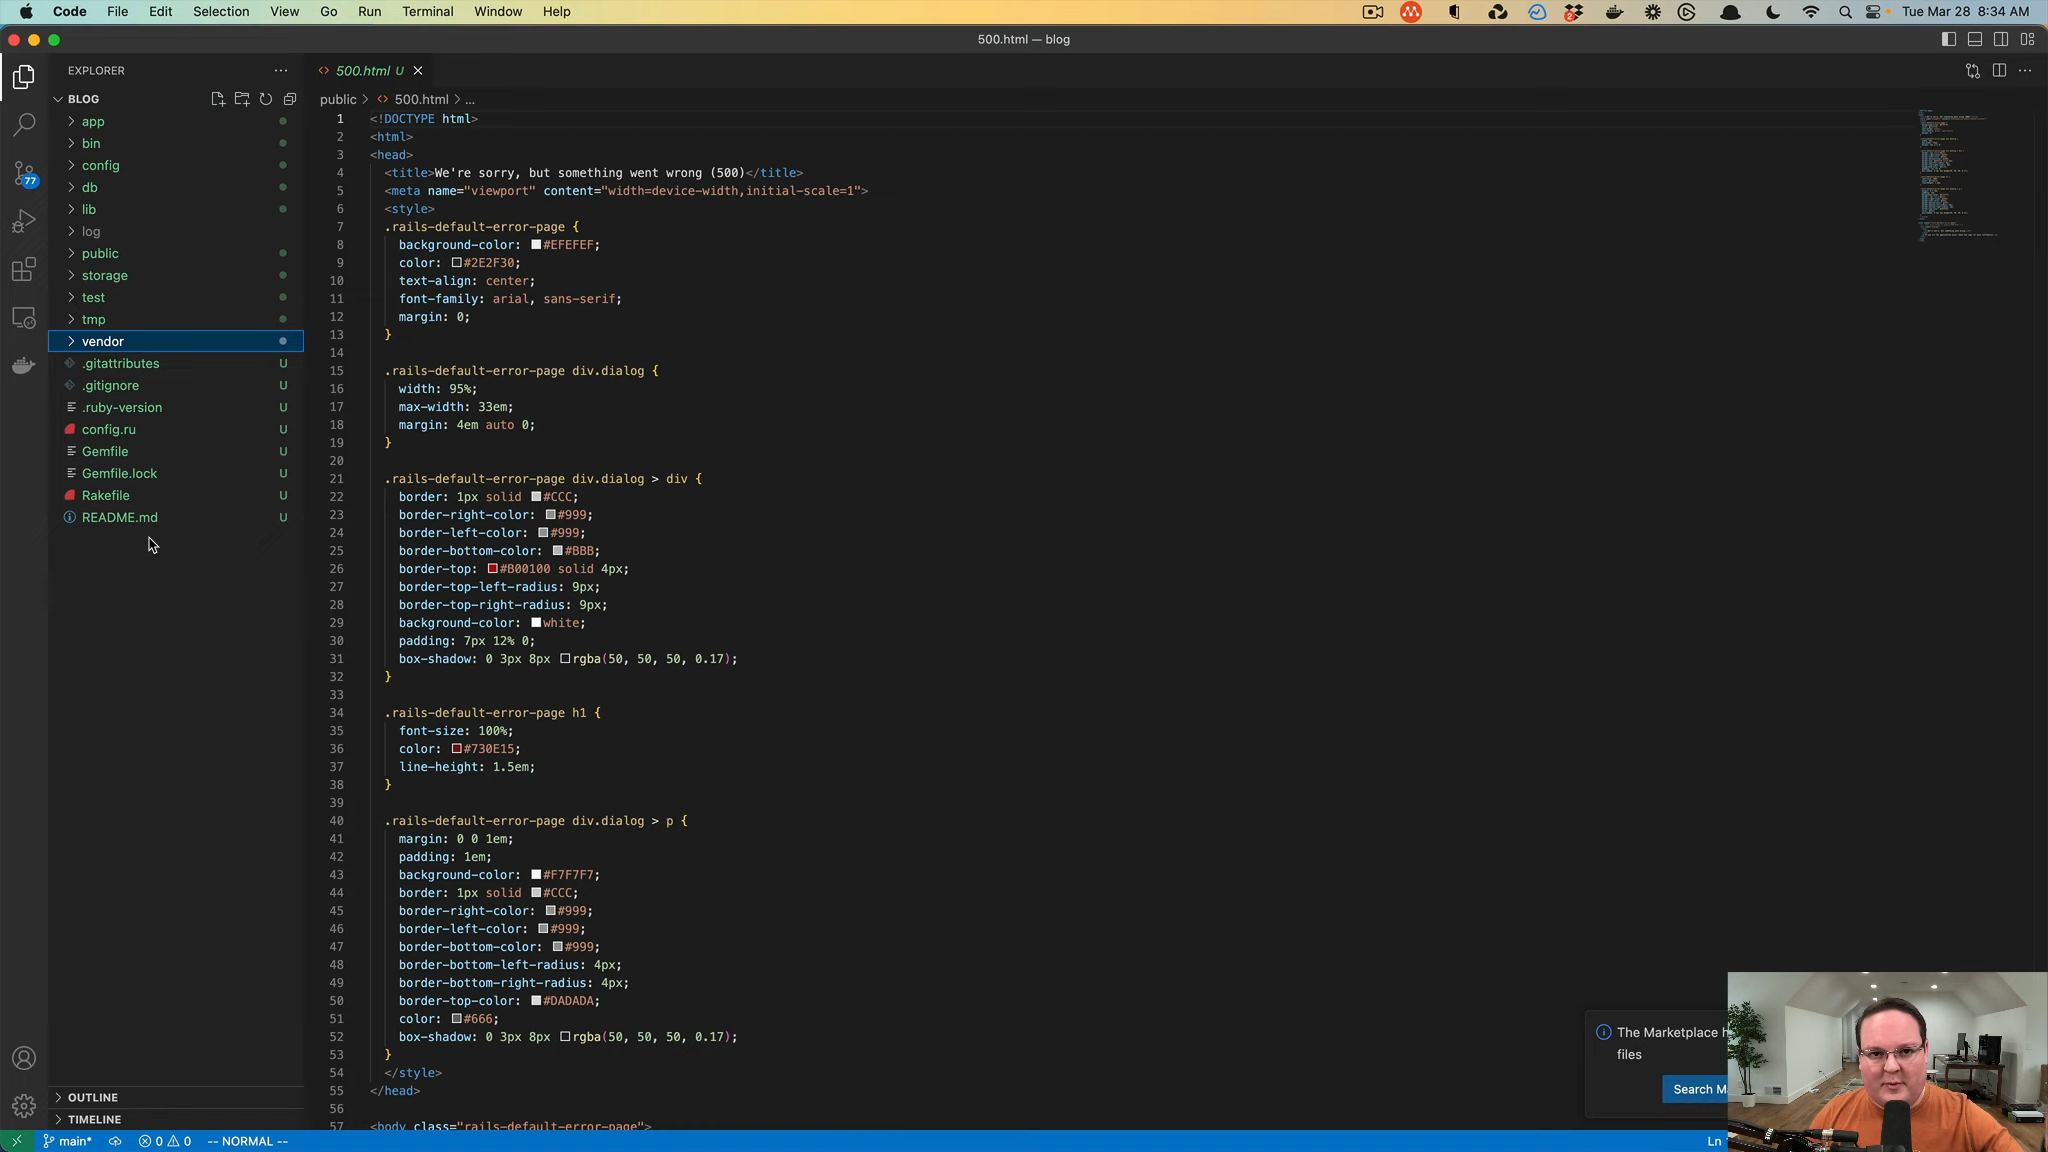 Code File Edit Selection View Go Run Terminal Window Help
2
Tue Mar 28 8:34 AM
500.html — blog
EXPLORER
500.html U
BLOG
public > 500.html > ...
app
bin
config
77
db
lib
log
public
storage
test
tmp
vendor
.gitattributes U
.gitignore U
.ruby-version U
config.ru U
Gemfile U
Gemfile.lock U
Rakefile U
README.md U
1 <!DOCTYPE html>
2 <html>
3 <head>
4 <title>We're sorry, but something went wrong (500)</title>
5 <meta name="viewport" content="width=device-width,initial-scale=1">
6 <style>
7 .rails-default-error-page {
8 background-color: #EFEFEF;
9 color: #2E2F30;
10 text-align: center;
11 font-family: arial, sans-serif;
12 margin: 0;
13 }
14
15 .rails-default-error-page div.dialog {
16 width: 95%;
17 max-width: 33em;
18 margin: 4em auto 0;
19 }
20
21 .rails-default-error-page div.dialog > div {
22 border: 1px solid #CCC;
23 border-right-color: #999;
24 border-left-color: #999;
25 border-bottom-color: #BBB;
26 border-top: #B00100 solid 4px;
27 border-top-left-radius: 9px;
28 border-top-right-radius: 9px;
29 background-color: white;
30 padding: 7px 12% 0;
31 box-shadow: 0 3px 8px rgba(50, 50, 50, 0.17);
32 }
33
34 .rails-default-error-page h1 {
35 font-size: 100%;
36 color: #730E15;
37 line-height: 1.5em;
38 }
39
40 .rails-default-error-page div.dialog > p {
41 margin: 0 0 1em;
42 padding: 1em;
43 background-color: #F7F7F7;
44 border: 1px solid #CCC;
45 border-right-color: #999;
46 border-left-color: #999;
47 border-bottom-color: #999;
48 border-bottom-left-radius: 4px;
49 border-bottom-right-radius: 4px;
50 border-top-color: #DADADA;
51 color: #666;
52 box-shadow: 0 3px 8px rgba(50, 50, 50, 0.17);
53 }
54 </style>
55 </head>
56
57 <body class="rails-default-error-page">
The Marketplace h
files
Search M
OUTLINE
TIMELINE
main* 0 0 -- NORMAL -- Ln